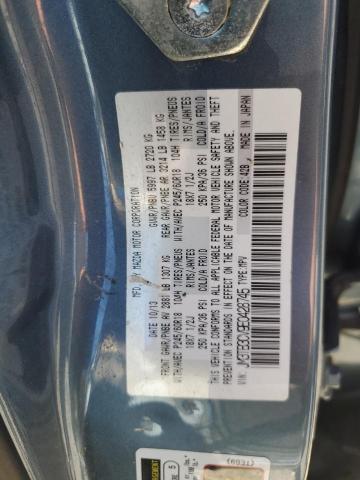 MFD. BY MAZDA MOTOR CORPORATION
DATE: 10/13 GVWR/PNBV 5997 LB 2720 KG
FRONT GAWR/PNBE AV 2881 LB 1307 KG REAR GAWR/PNBE AR 3214 LB 1458 KG
WITH/AVEC P245/60R18 104H TIRES/PNEUS WITH/AVEC P245/60R18 104H TIRES/PNEUS
18X7 1/2J RIMS/JANTES 18X7 1/2J RIMS/JANTES
250 KPA/36 PSI COLD/A FROID 250 KPA/36 PSI COLD/A FROID
THIS VEHICLE CONFORMS TO ALL APPLICABLE FEDERAL MOTOR VEHICLE SAFETY AND THEFT
PREVENTION STANDARDS IN EFFECT ON THE DATE OF MANUFACTURE SHOWN ABOVE.
VIN: TYPE: MPV COLOR CODE: 42B , MADE IN JAPAN
(TE69)
5